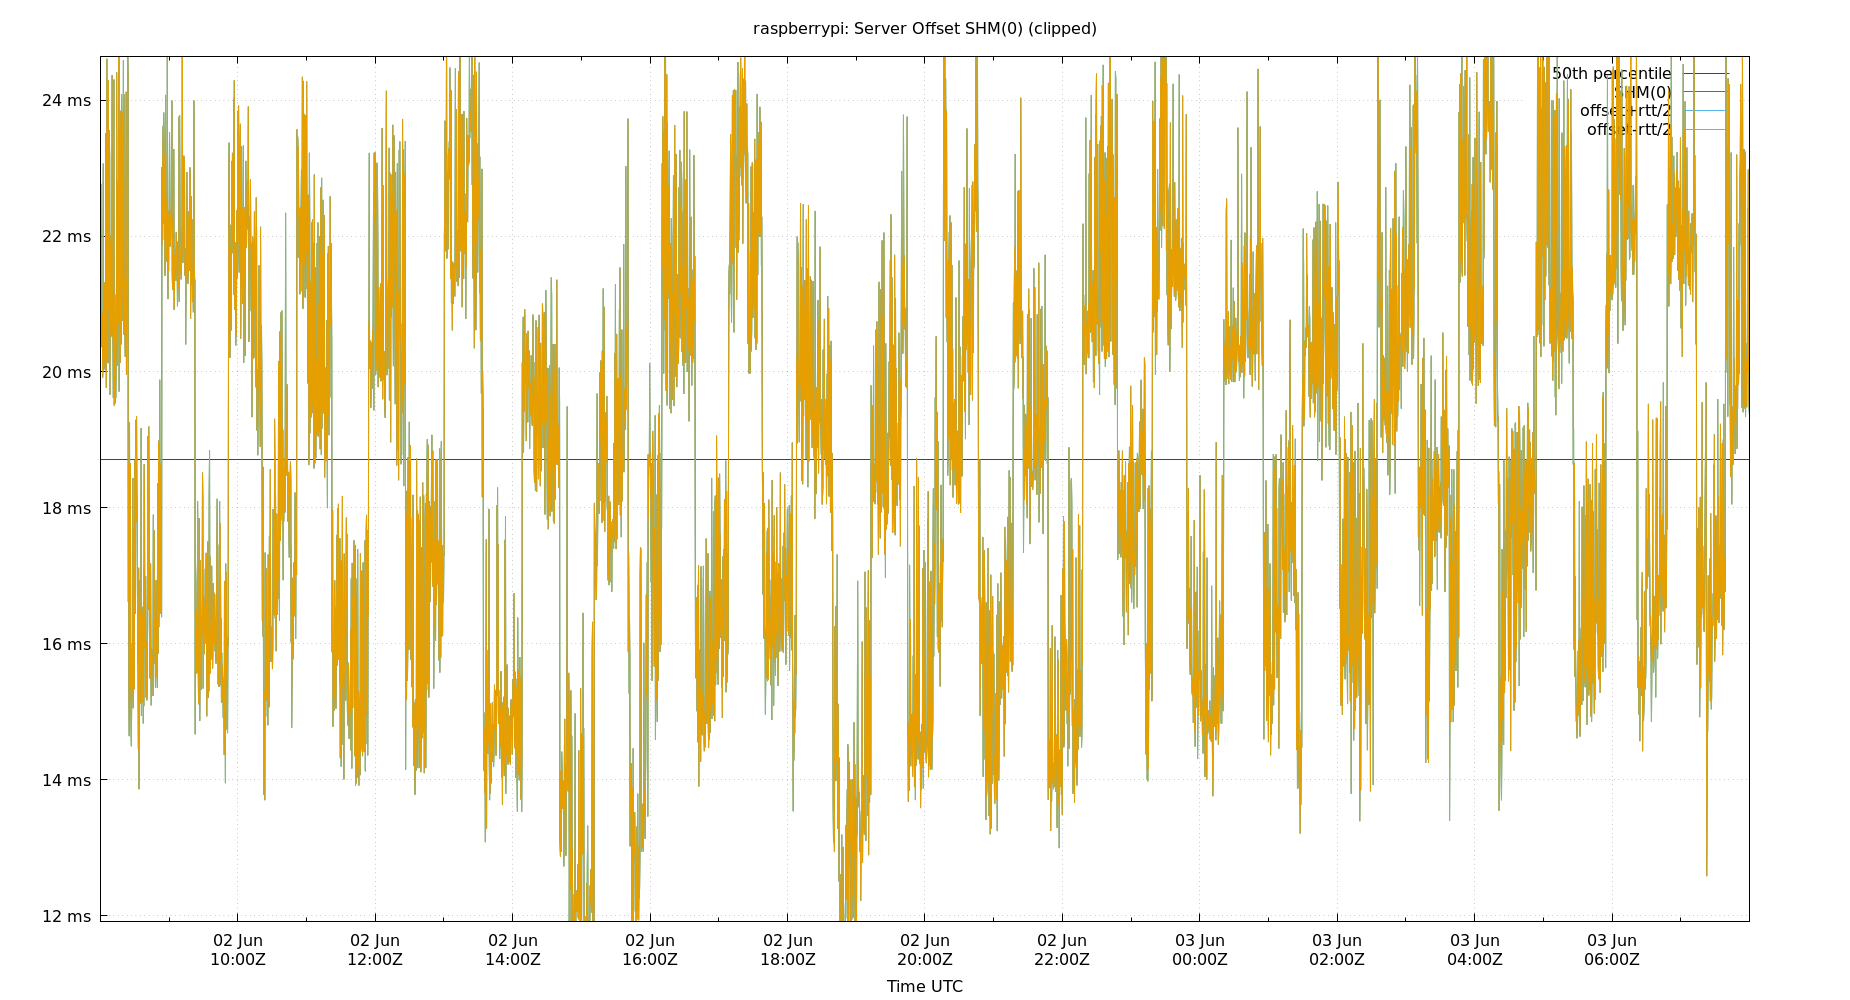 raspberrypi: Server Offset SHM(0) (clipped)
50th percentile
SHM(0)
offset+rtt/2
offset-rtt/2
24 ms
22 ms
20 ms
18 ms
16 ms
14 ms
12 ms
02 Jun 02 Jun 02 Jun 02 Jun 02 Jun 02 Jun 02 Jun 03 Jun 03 Jun 03 Jun 03 Jun
10:00Z 12:00Z 14:00Z 16:00Z 18:00Z 20:00Z 22:00Z 00:00Z 02:00Z 04:00Z 06:00Z
Time UTC